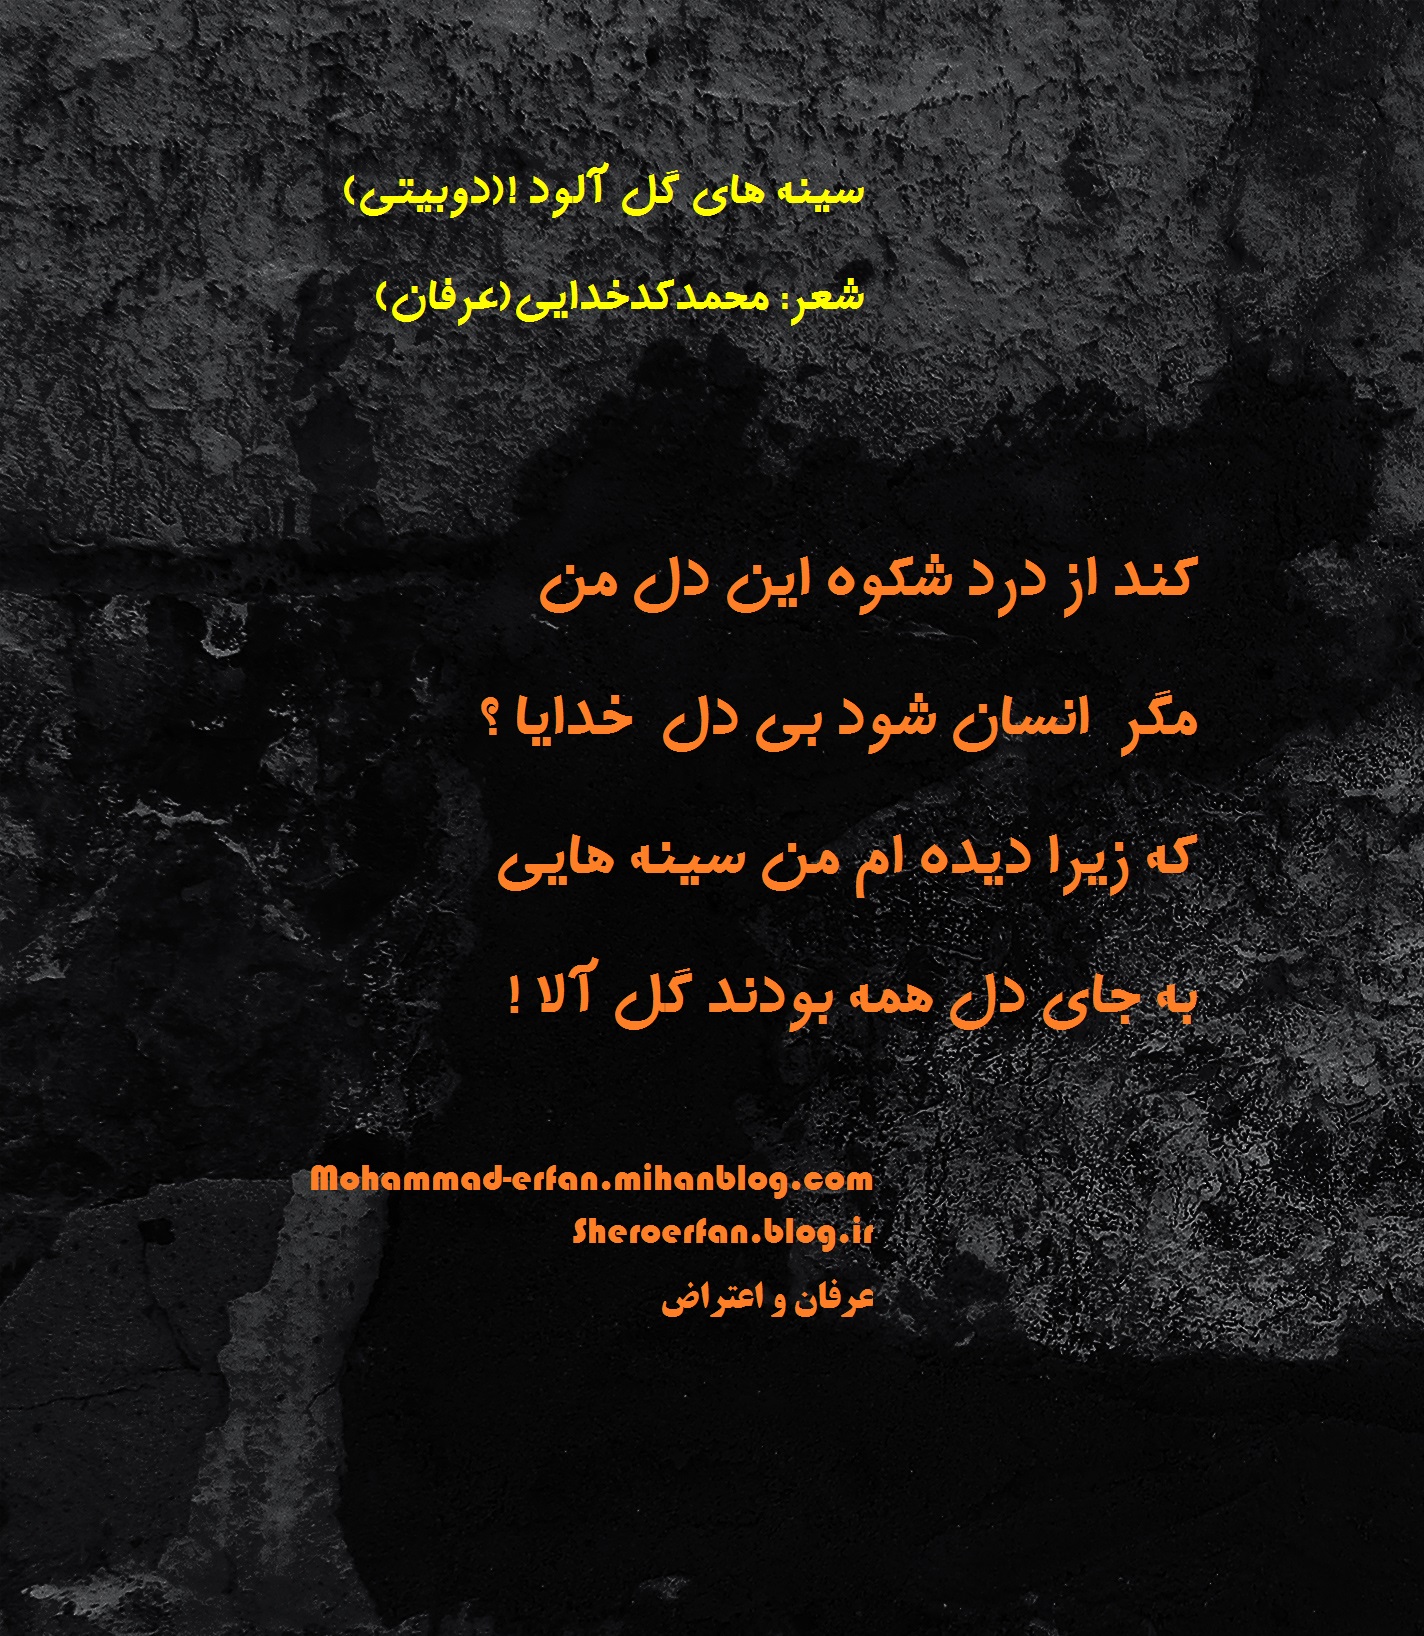 سینه های گل آلود !(دوبیتی)
شعر: محمدکدخدایی(عرفان)
کند از درد شکوه این دل من
مگر انسان شود بی دل خدایا ؟
که زیرا دیده ام من سینه هایی
به جای دل همه بودند گل آلا !
Mohammad-erfan.mihanblog.com
Sheroerfan.blog.ir
عرفان و اعتراض